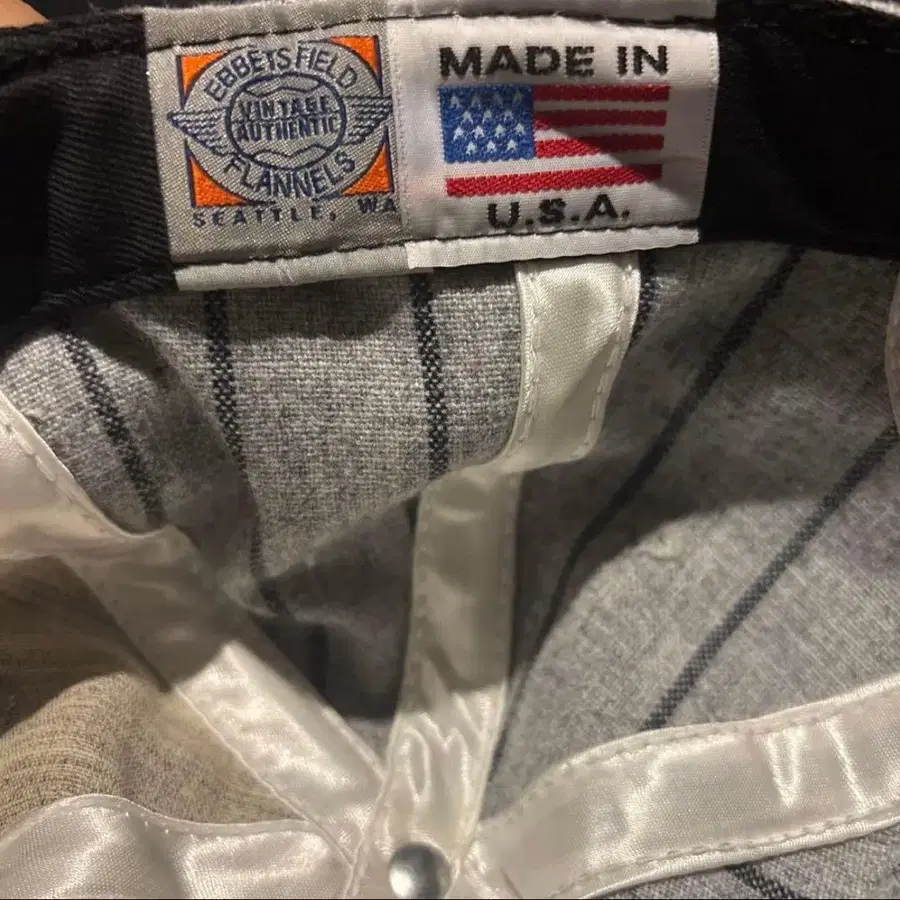 EBBETS FIELD
VINTAGE
AUTHENTIC
FLANNELS
SEATTLE, WA
MADE IN
U.S.A.